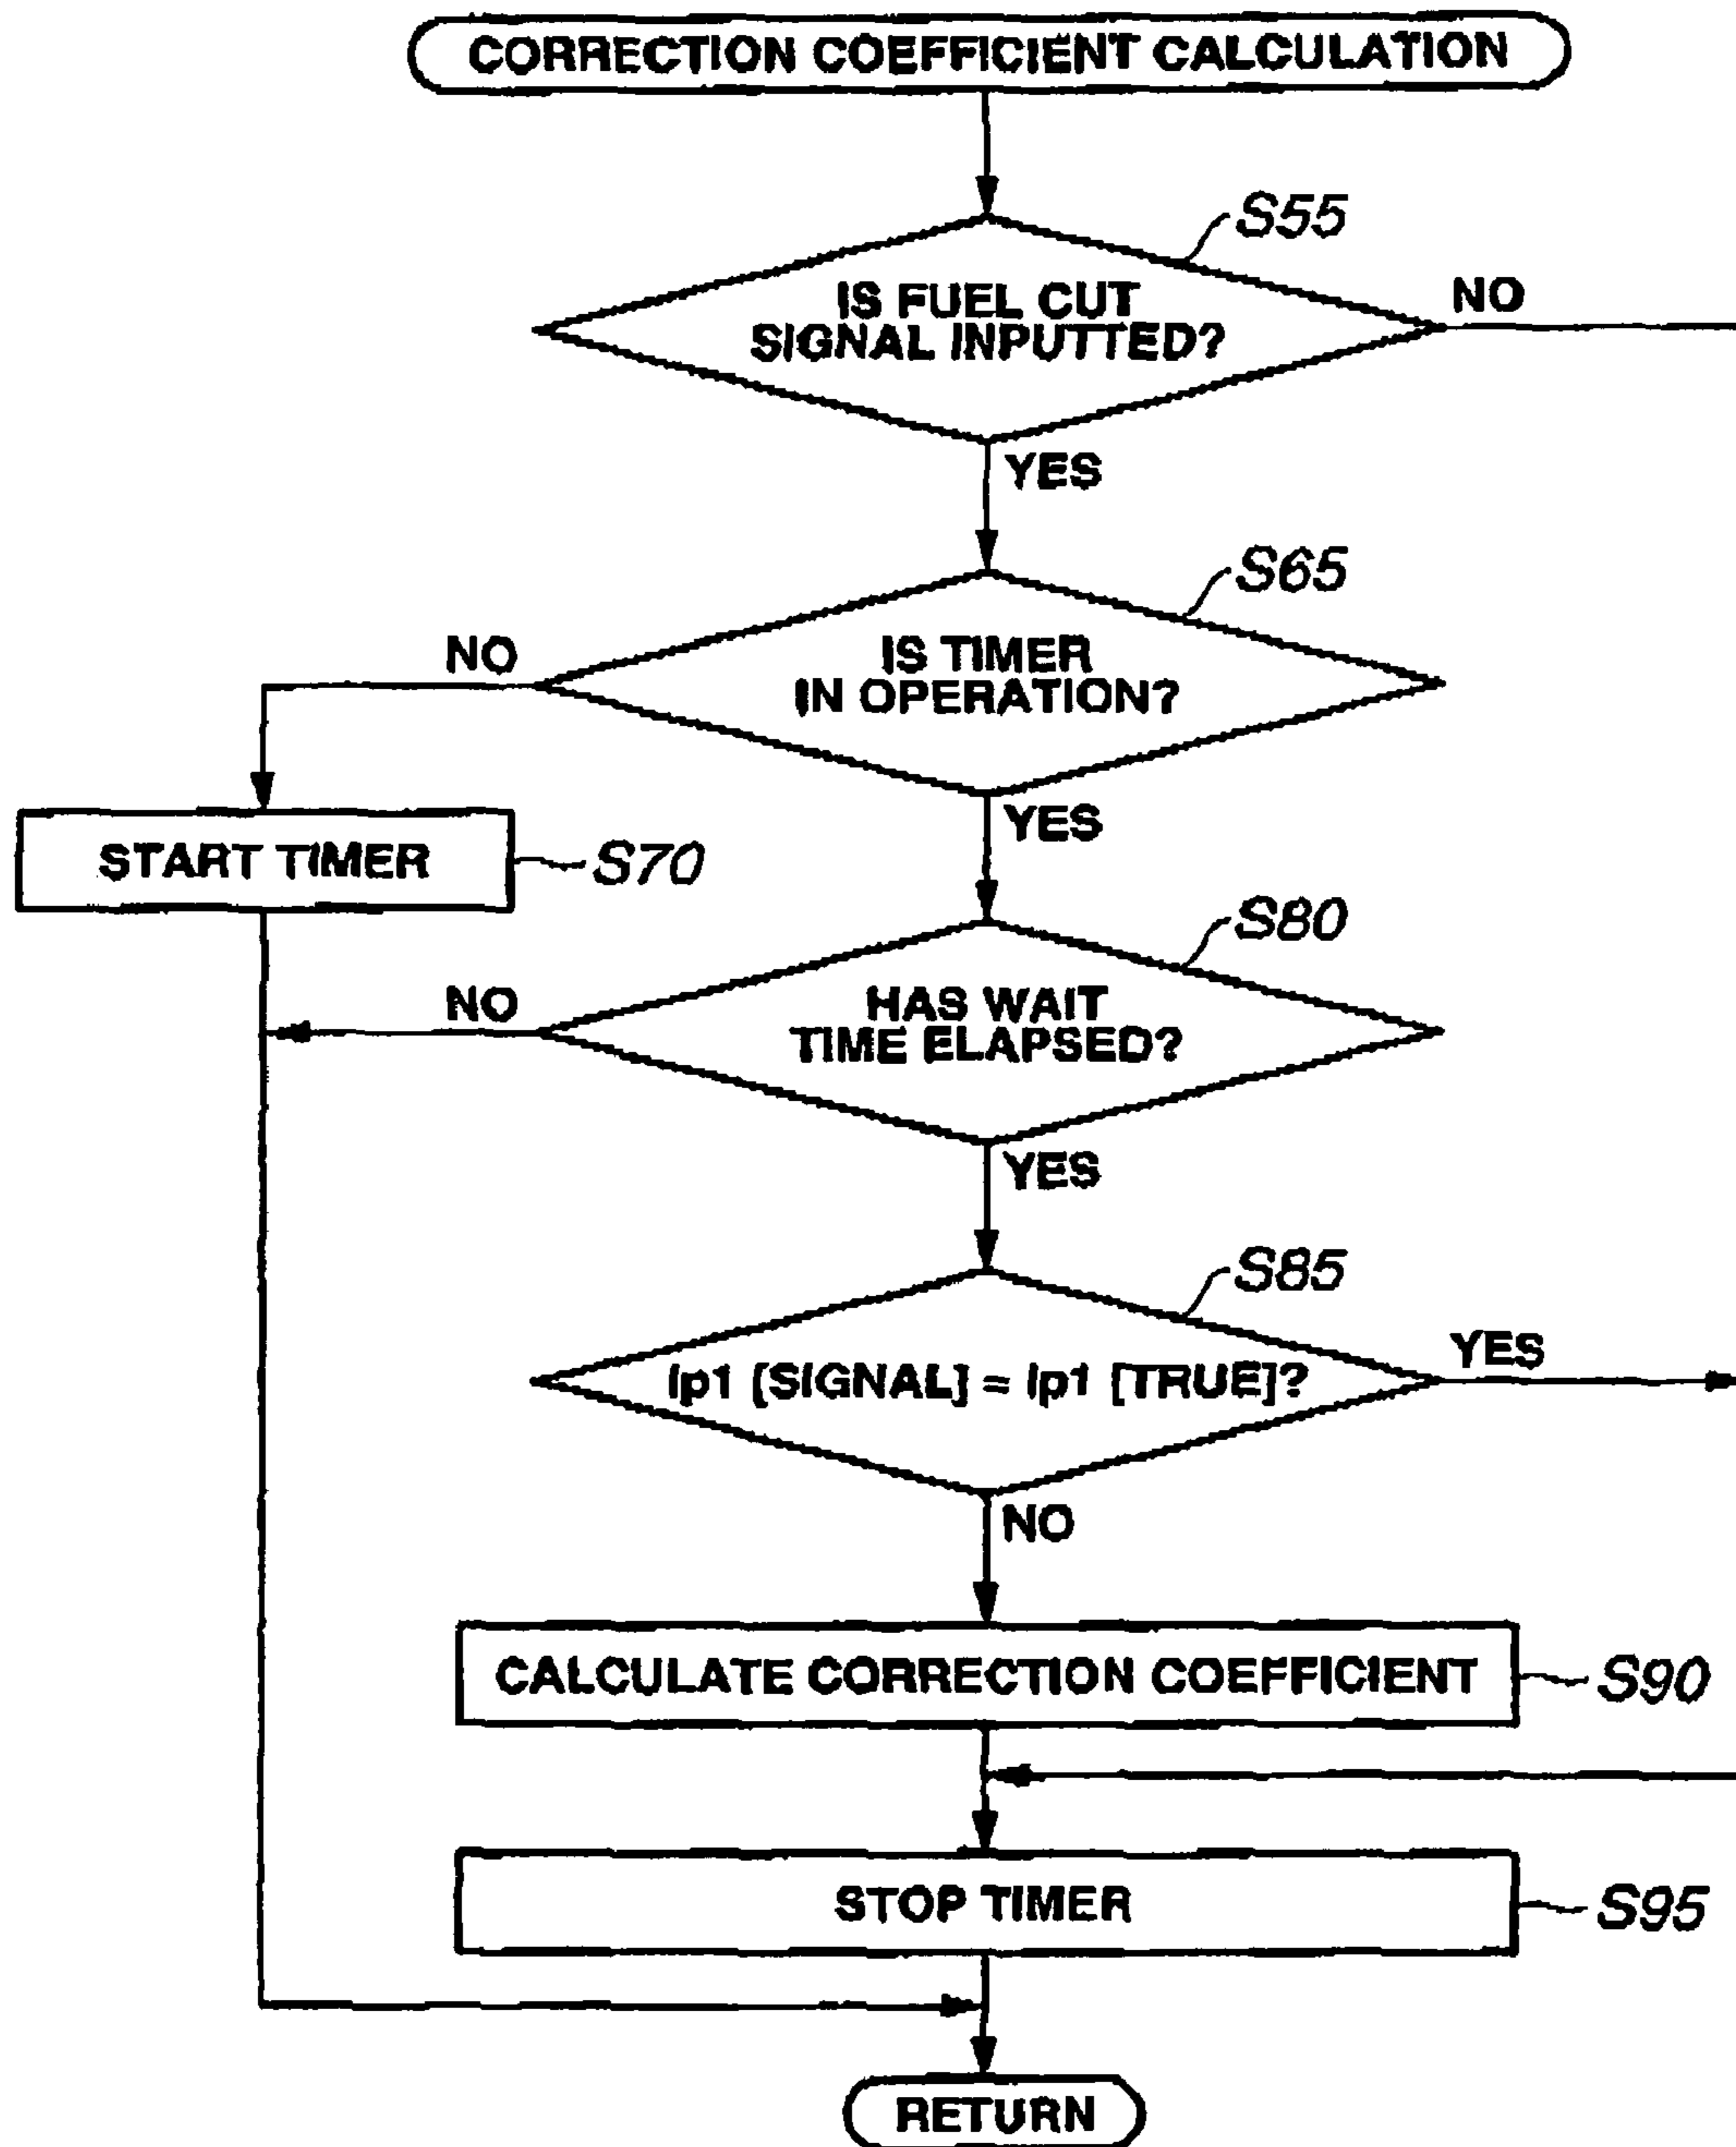 CORRECTION COEFFICIENT CALCULATION
S55
IS FUEL CUT
SIGNAL INPUTTED?
NO
YES
S65
IS TIMER
IN OPERATION?
NO
YES
START TIMER
S70
S80
HAS WAIT
TIME ELAPSED?
NO
YES
S85
Ip1 [SIGNAL] = Ip1 [TRUE]?
YES
NO
CALCULATE CORRECTION COEFFICIENT
S90
STOP TIMER
S95
RETURN